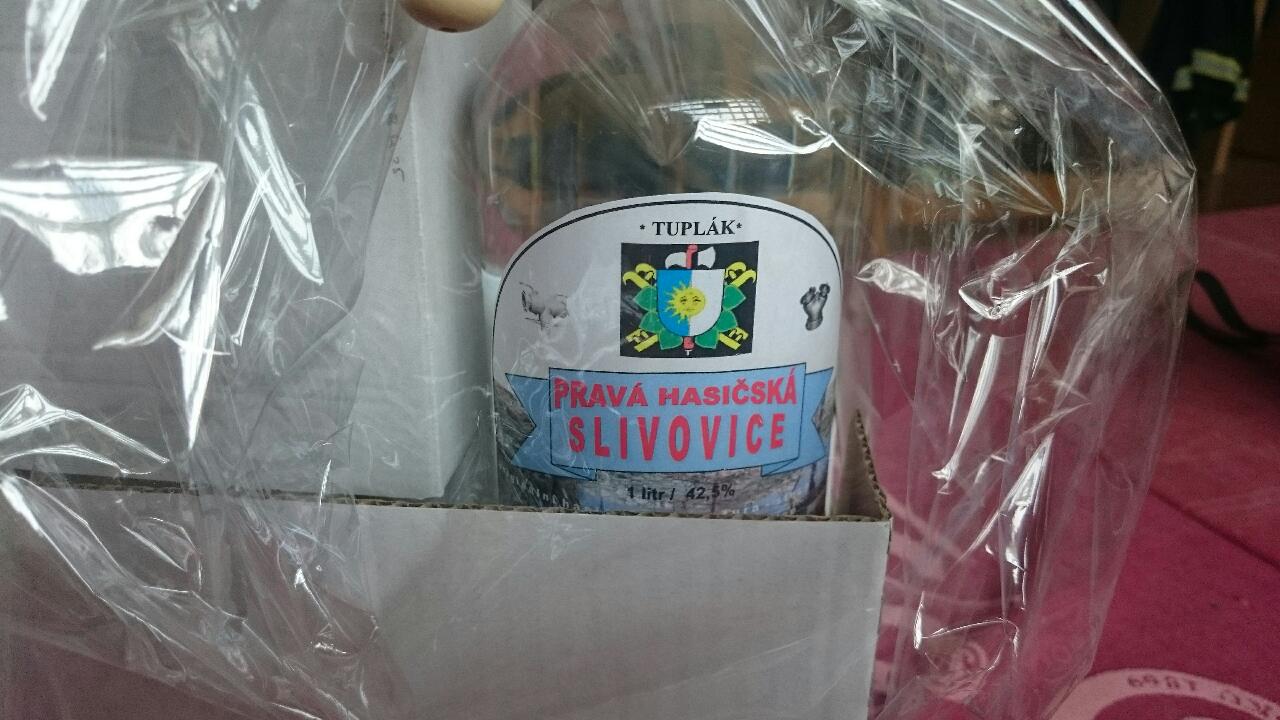 * TUPLÁK*
PRAVÁ HASIČSKÁ
SLIVOVICE
1 litr / 42,5%